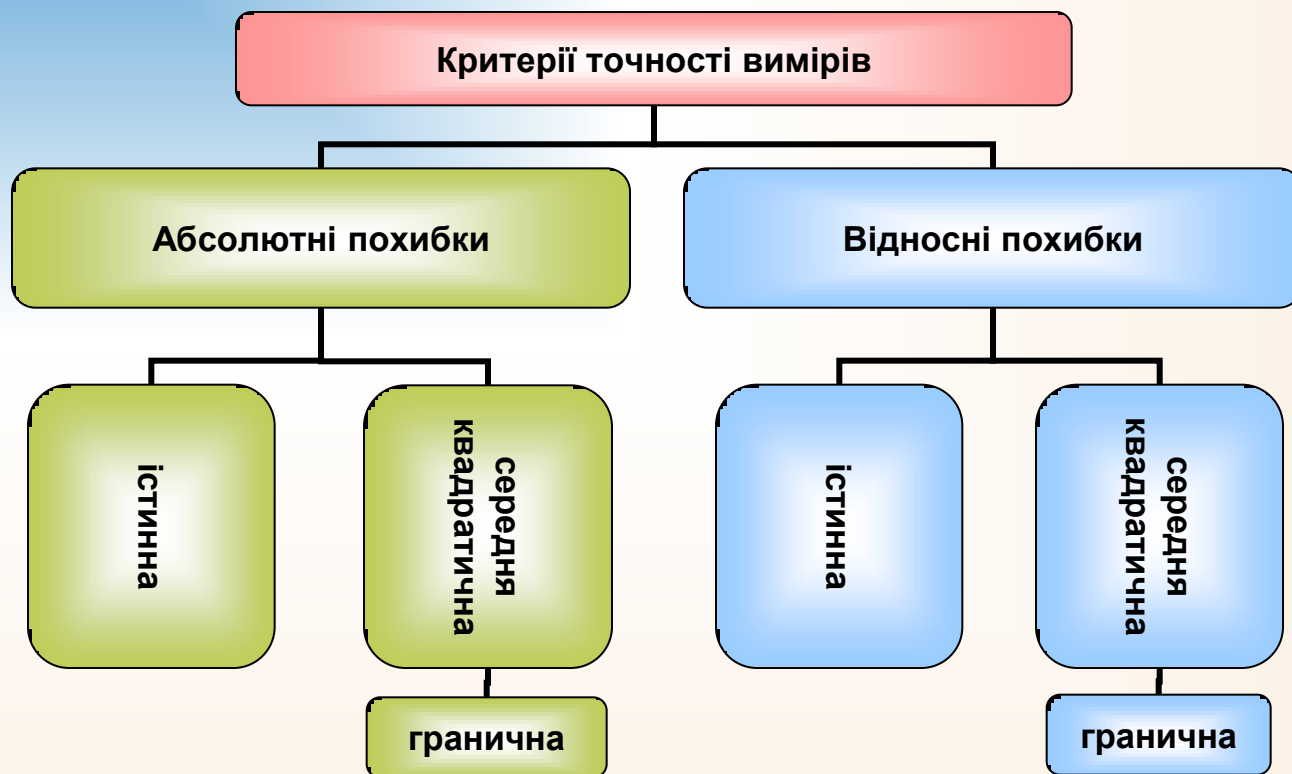 Критерії точності вимірів
Абсолютні похибки
Відносні похибки
істинна
середня
квадратична
істинна
середня
квадратична
гранична
гранична